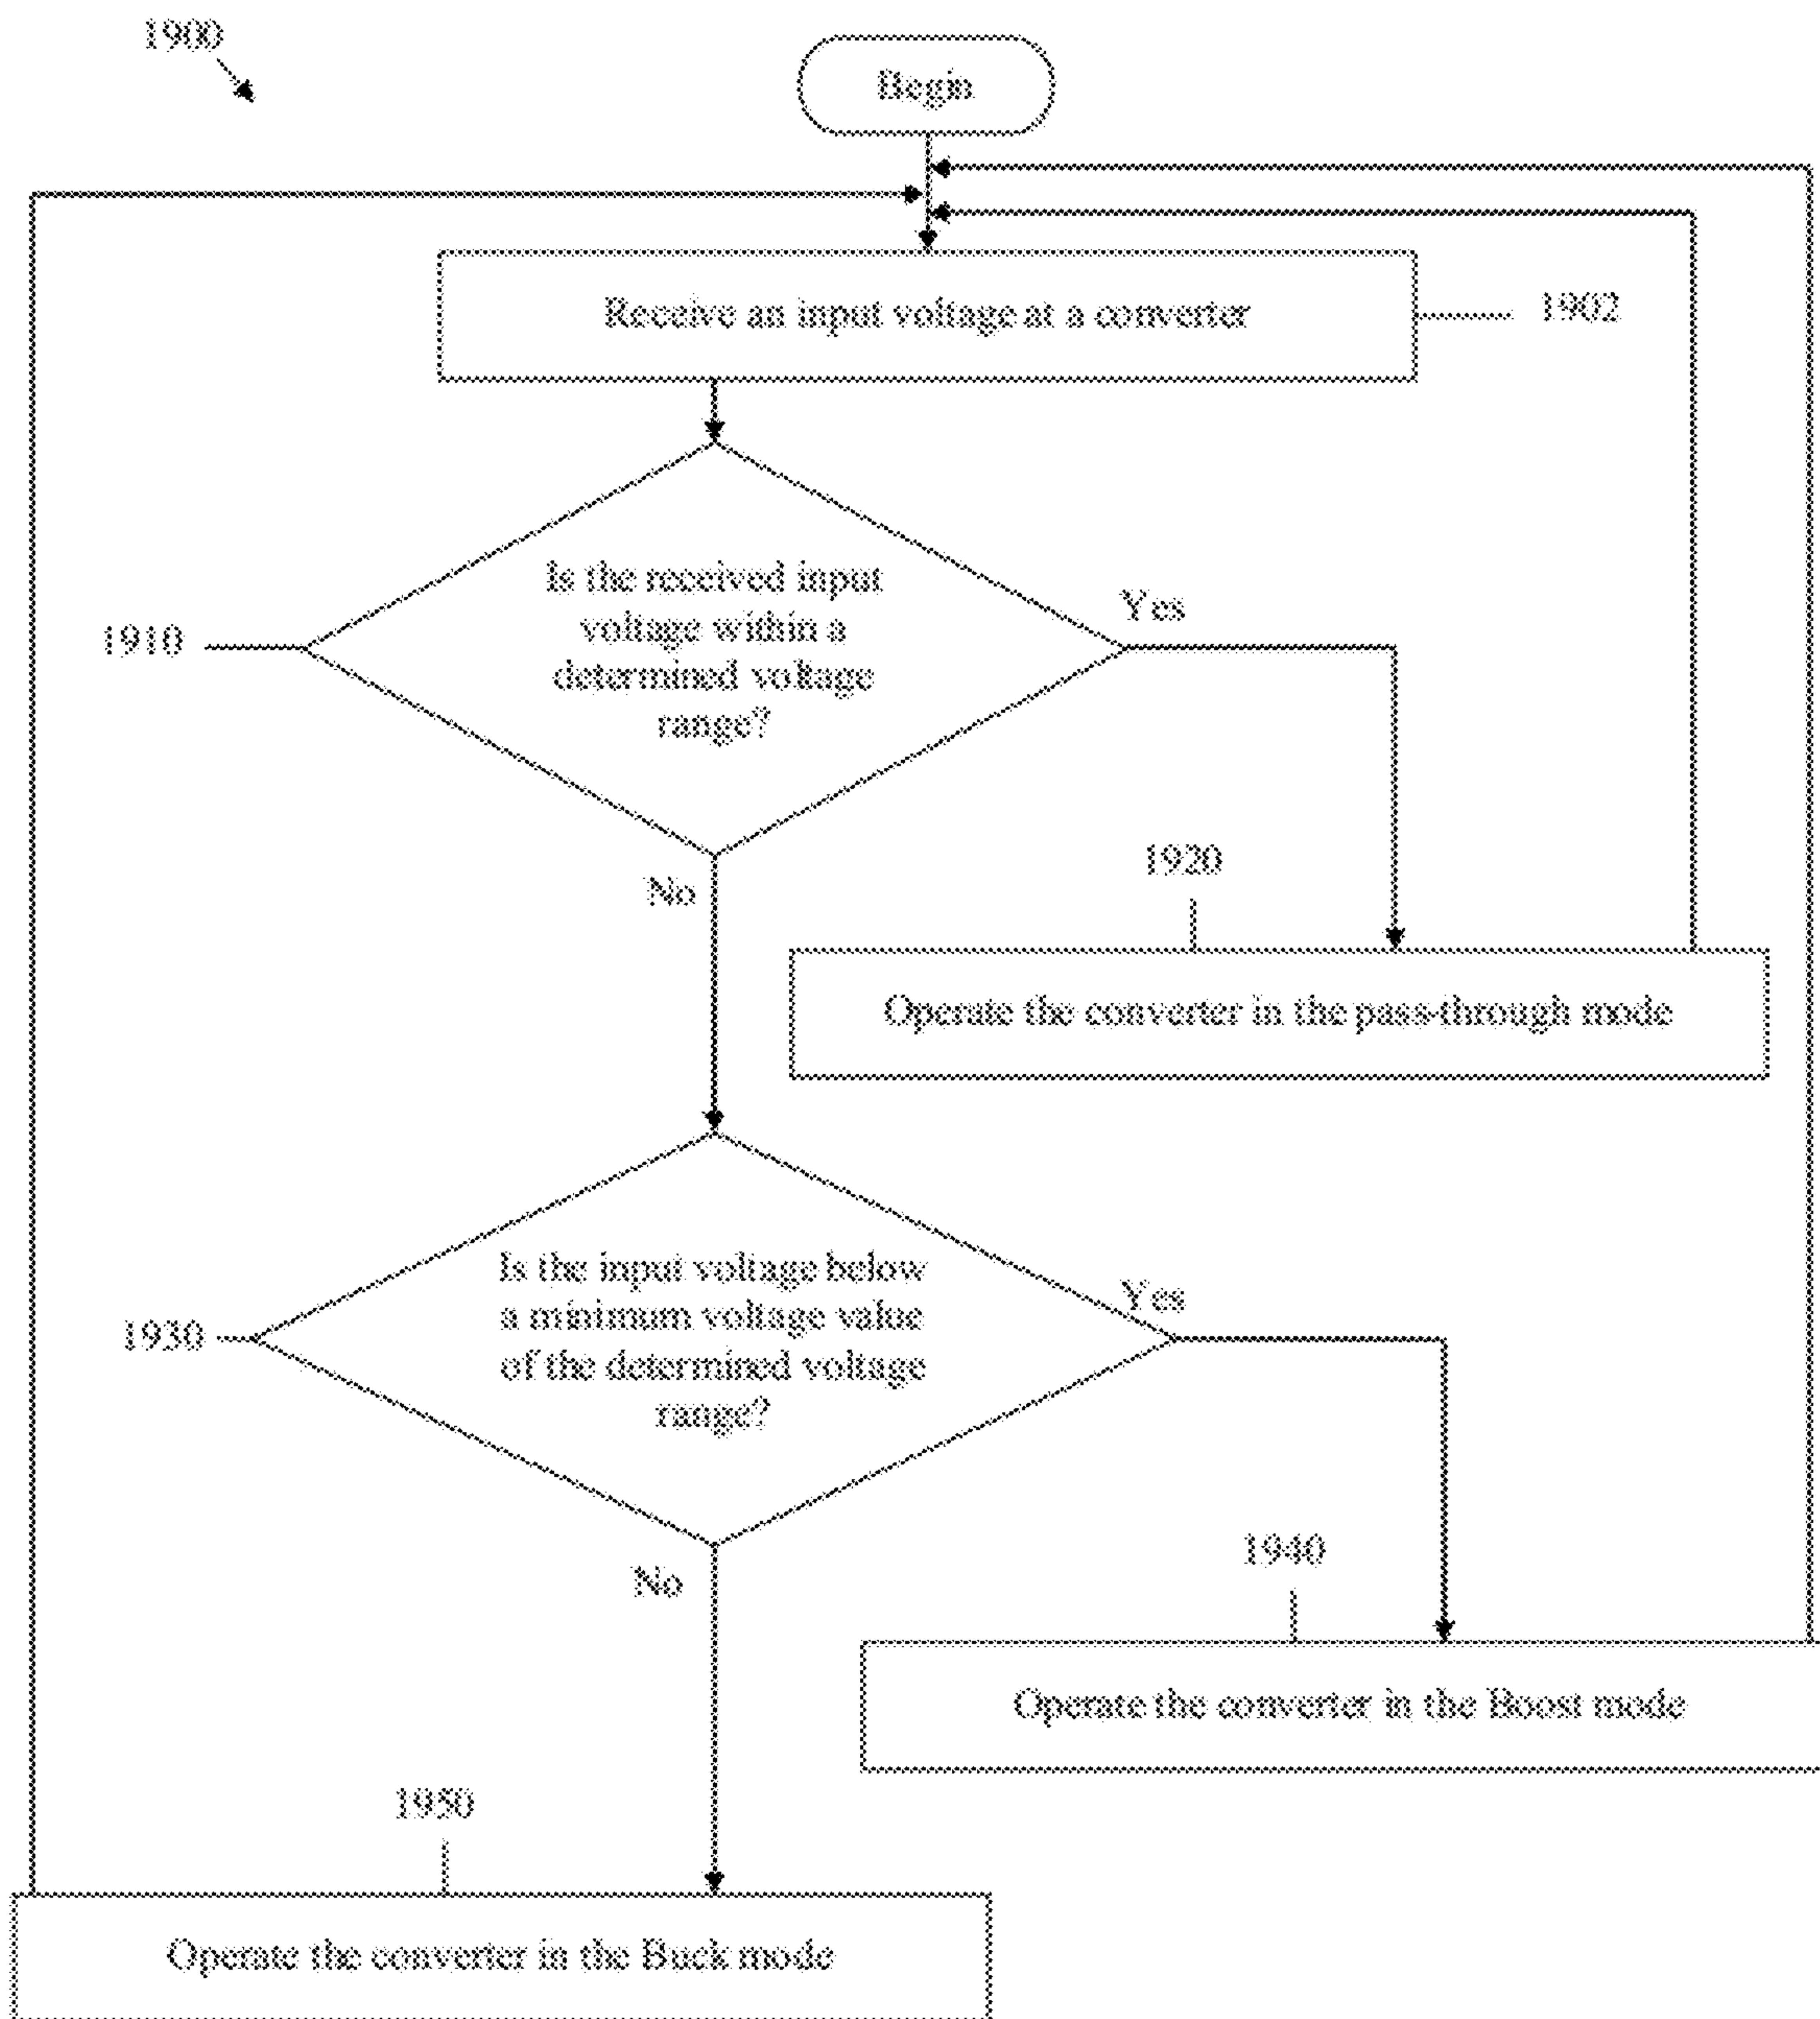 1900
Begin
Receive an input voltage at a converter
1902
Is the received input
voltage within a
determined voltage
range?
1910
Yes
No
1920
Operate the converter in the pass-through mode
Is the input voltage below
a minimum voltage value
of the determined voltage
range?
1930
Yes
No
1940
Operate the converter in the Boost mode
1950
Operate the converter in the Buck mode